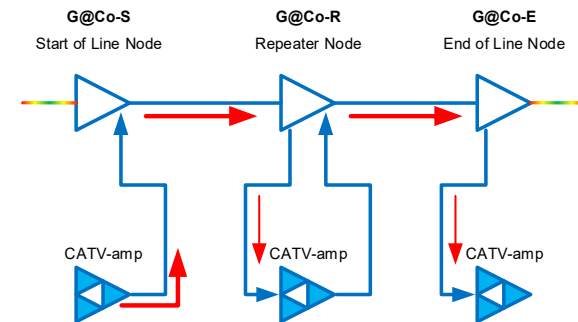 G@Co-S
Start of Line Node
G@Co-R
Repeater Node
G@Co-E
End of Line Node
CATV-amp
CATV-amp
CATV-amp